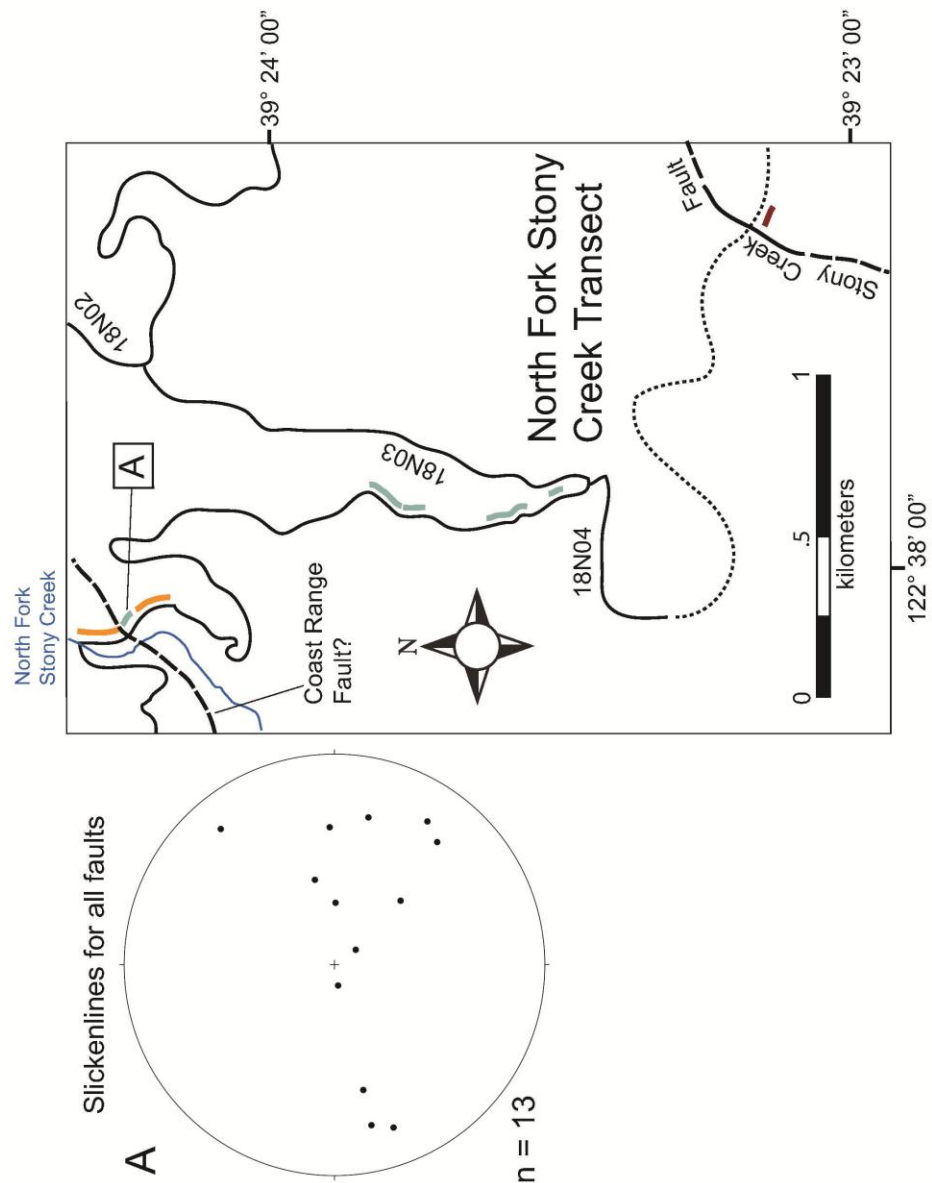 A
Slickenlines for all faults
n = 13
North Fork
Stony Creek
A
Coast Range
Fault?
N
18N02
18N03
18N04
North Fork Stony
Creek Transect
Fault
Creek
Stony
0
.5
1
kilometers
39° 24' 00”
39° 23' 00”
122° 38' 00”